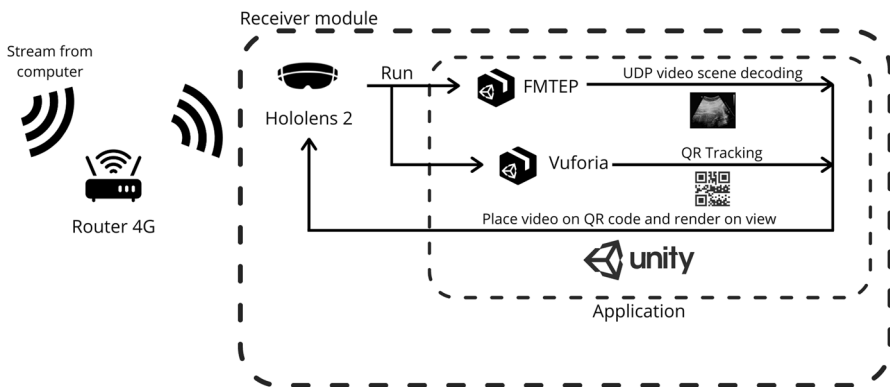 Receiver module
Stream from
computer
Router 4G
Hololens 2
Run
FMTEP
UDP video scene decoding
Vuforia
QR Tracking
Place video on QR code and render on view
unity
Application